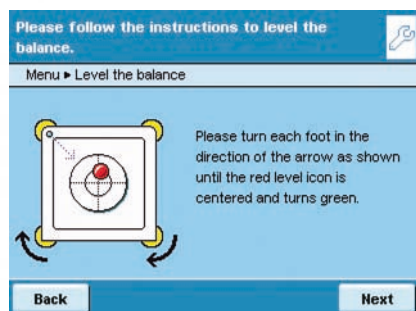 Please follow the instructions to level the
balance.
Menu ▸ Level the balance
Please turn each foot in the
direction of the arrow as shown
until the red level icon is
centered and turns green.
Back
Next